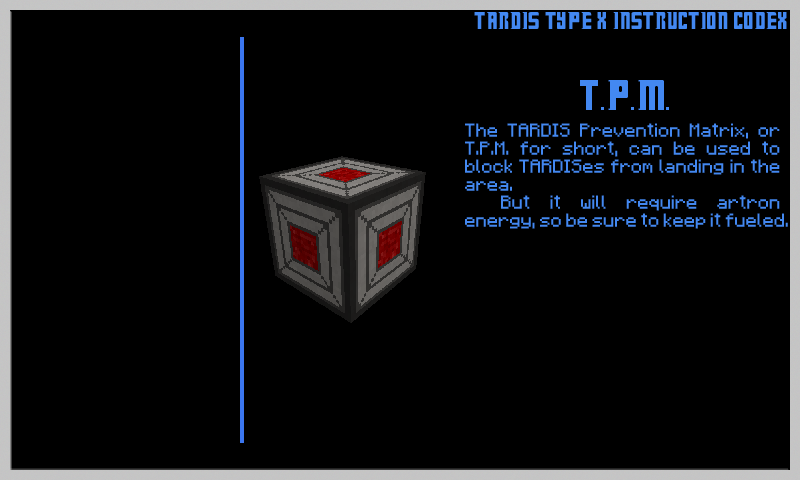 TARDIS TYPE X INSTRUCTION CODEX
T.P.M.
The TARDIS Prevention Matrix, or
T.P.M. for short, can be used to
block TARDISes from landing in the
area.
But it will require artron
energy, so be sure to keep it fueled.